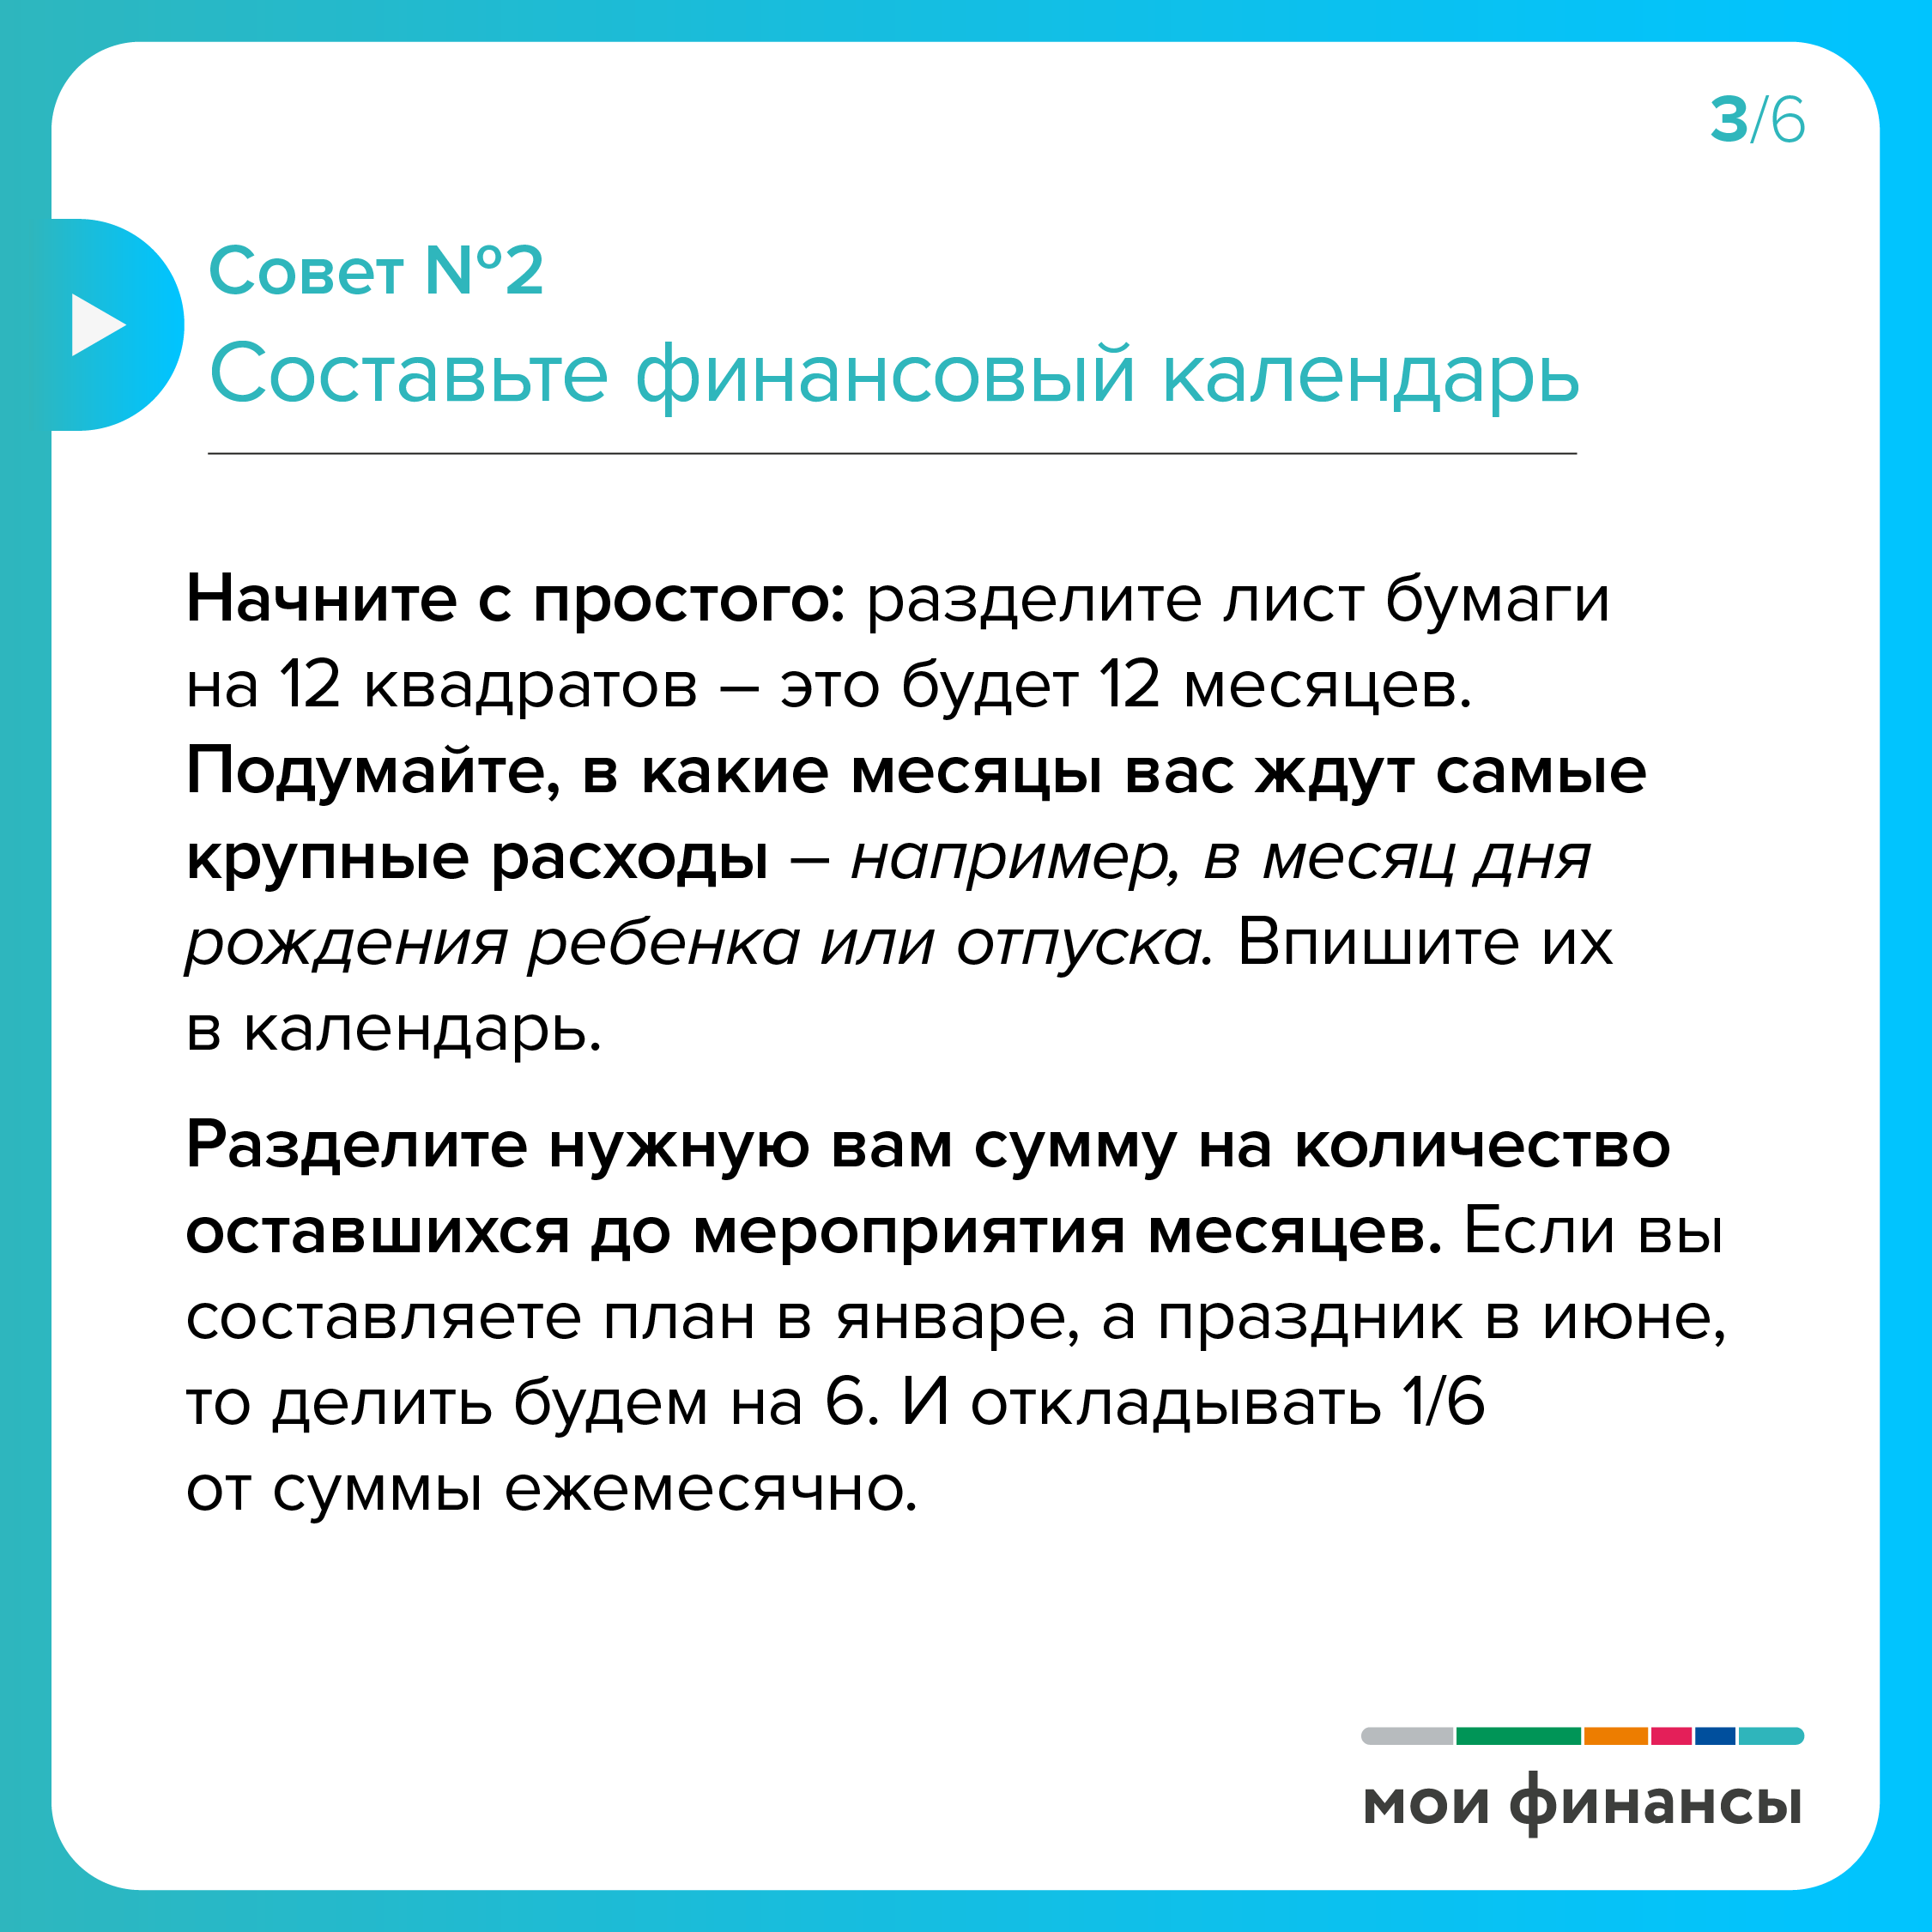 3/6
Совет №2
Составьте финансовый календарь
Начните с простого: разделите лист бумаги
на 12 квадратов – это будет 12 месяцев.
Подумайте, в какие месяцы вас ждут самые
крупные расходы – например, в месяц дня
рождения ребенка или отпуска. Впишите их
в календарь.
Разделите нужную вам сумму на количество
оставшихся до мероприятия месяцев. Если вы
составляете план в январе, а праздник в июне,
то делить будем на 6. И откладывать 1/6
от суммы ежемесячно.
мои финансы